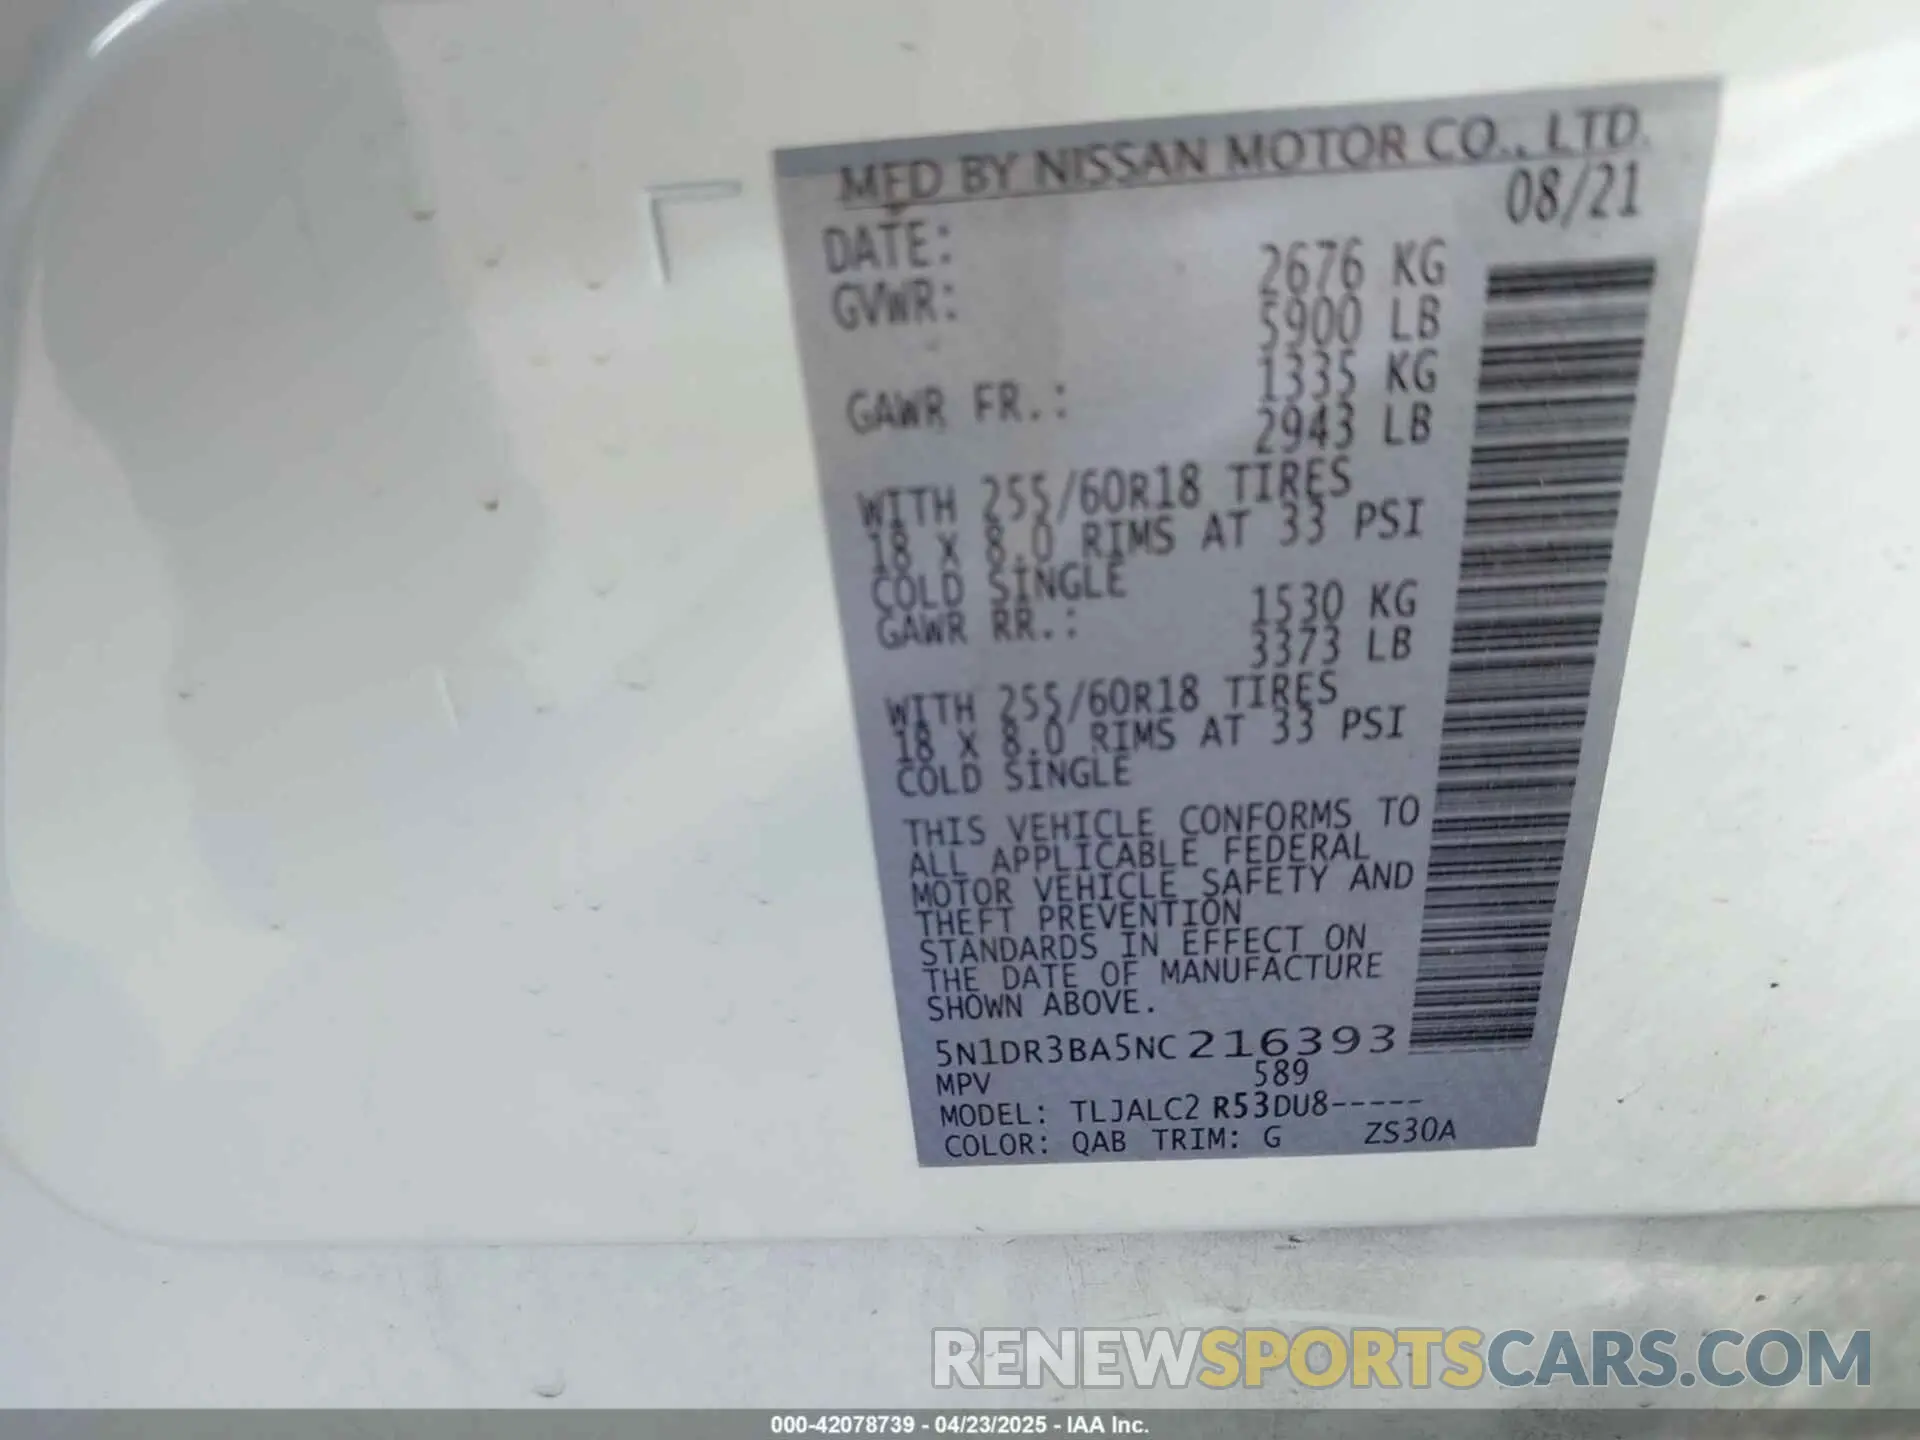 MFD BY NISSAN MOTOR CO., LTD.
DATE: 08/21
GVWR: 2676 KG
5900 LB
GAWR FR.: 1335 KG
2943 LB
WITH 255/60R18 TIRES
18 X 8.0 RIMS AT 33 PSI
COLD SINGLE
GAWR RR.: 1530 KG
3373 LB
WITH 255/60R18 TIRES
18 X 8.0 RIMS AT 33 PSI
COLD SINGLE
THIS VEHICLE CONFORMS TO
ALL APPLICABLE FEDERAL
MOTOR VEHICLE SAFETY AND
THEFT PREVENTION
STANDARDS IN EFFECT ON
THE DATE OF MANUFACTURE
SHOWN ABOVE.
5N1DR3BA5NC216393
MPV 589
MODEL: TLJALC2 R53DU8-----
COLOR: QAB TRIM: G ZS30A
RENEWSPORTSCARS.COM
000-42078739 - 04/23/2025 - IAA Inc.